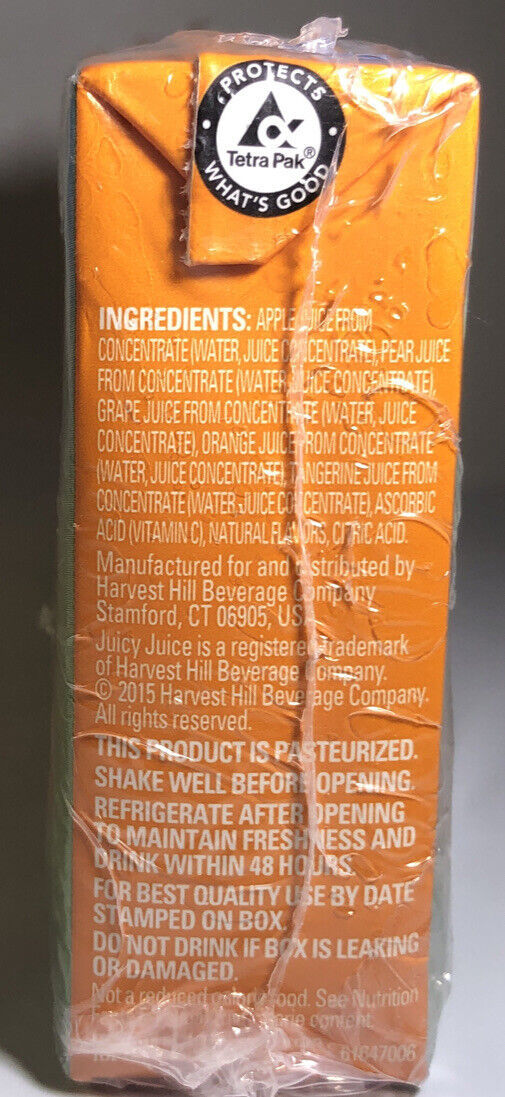 PROTECTS
Tetra Pak®
WHAT'S GOOD
INGREDIENTS: APPLE JUICE FROM
CONCENTRATE (WATER, JUICE CONCENTRATE), PEAR JUICE
FROM CONCENTRATE (WATER, JUICE CONCENTRATE),
GRAPE JUICE FROM CONCENTRATE (WATER, JUICE
CONCENTRATE), ORANGE JUICE FROM CONCENTRATE
(WATER, JUICE CONCENTRATE), TANGERINE JUICE FROM
CONCENTRATE (WATER, JUICE CONCENTRATE), ASCORBIC
ACID (VITAMIN C), NATURAL FLAVORS, CITRIC ACID.
Manufactured for and distributed by
Harvest Hill Beverage Company
Stamford, CT 06905, USA
Juicy Juice is a registered trademark
of Harvest Hill Beverage Company.
© 2015 Harvest Hill Beverage Company.
All rights reserved.
THIS PRODUCT IS PASTEURIZED.
SHAKE WELL BEFORE OPENING.
REFRIGERATE AFTER OPENING
TO MAINTAIN FRESHNESS AND
DRINK WITHIN 48 HOURS.
FOR BEST QUALITY USE BY DATE
STAMPED ON BOX.
DO NOT DRINK IF BOX IS LEAKING
OR DAMAGED.
Not a reduced calorie food. See Nutrition
calorie content.
61647006